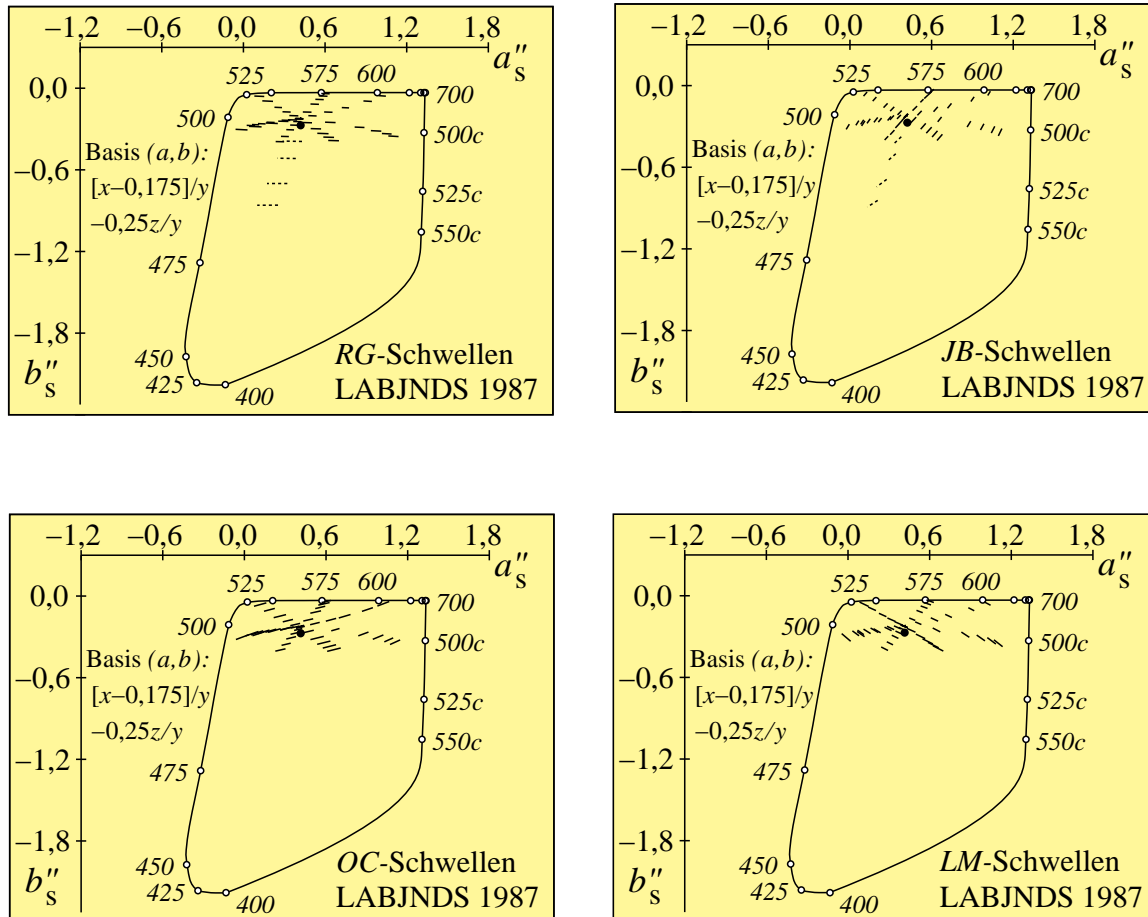 −1,2 −0,6 0,0 0,6 1,2 1,8
a″s
525 575 600
0,0 700
500 500c
Basis (a,b):
−0,6
[x−0,175]/y 525c
−0,25z/y
550c
−1,2
475
−1,8
450 RG-Schwellen
b″s 425 400 LABJNDS 1987
−1,2 −0,6 0,0 0,6 1,2 1,8
a″s
525 575 600
0,0 700
500 500c
Basis (a,b):
−0,6
[x−0,175]/y 525c
−0,25z/y
550c
−1,2
475
−1,8
450 JB-Schwellen
b″s 425 400 LABJNDS 1987
−1,2 −0,6 0,0 0,6 1,2 1,8
a″s
525 575 600
0,0 700
500 500c
Basis (a,b):
−0,6
[x−0,175]/y 525c
−0,25z/y
550c
−1,2
475
−1,8
450 OC-Schwellen
b″s 425 400 LABJNDS 1987
−1,2 −0,6 0,0 0,6 1,2 1,8
a″s
525 575 600
0,0 700
500 500c
Basis (a,b):
−0,6
[x−0,175]/y 525c
−0,25z/y
550c
−1,2
475
−1,8
450 LM-Schwellen
b″s 425 400 LABJNDS 1987